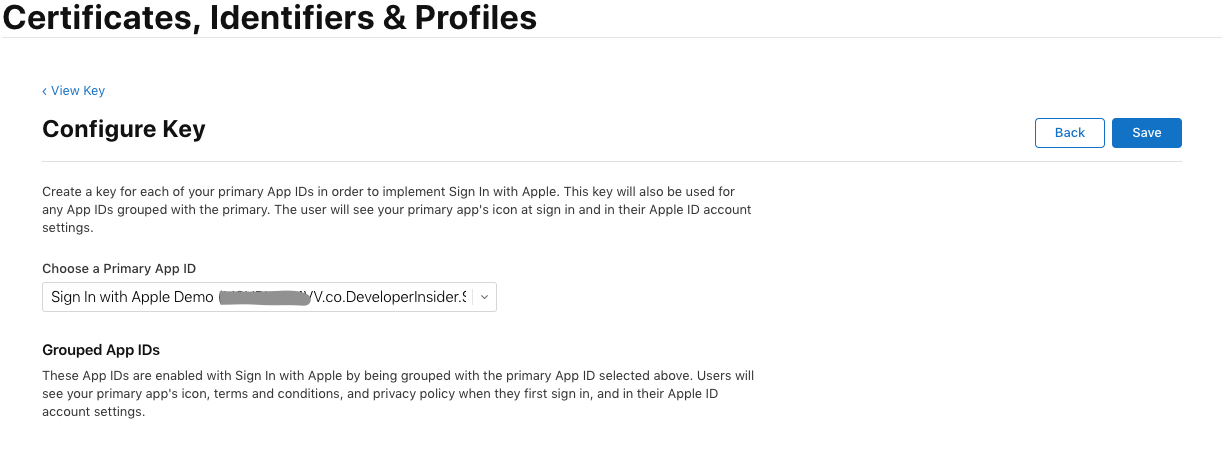 Certificates, Identifiers & Profiles
‹ View Key
Configure Key
Back
Save
Create a key for each of your primary App IDs in order to implement Sign In with Apple. This key will also be used for
any App IDs grouped with the primary. The user will see your primary app's icon at sign in and in their Apple ID account
settings.
Choose a Primary App ID
Sign In with Apple Demo ( VV.co.DeveloperInsider.S
Grouped App IDs
These App IDs are enabled with Sign In with Apple by being grouped with the primary App ID selected above. Users will
see your primary app's icon, terms and conditions, and privacy policy when they first sign in, and in their Apple ID
account settings.